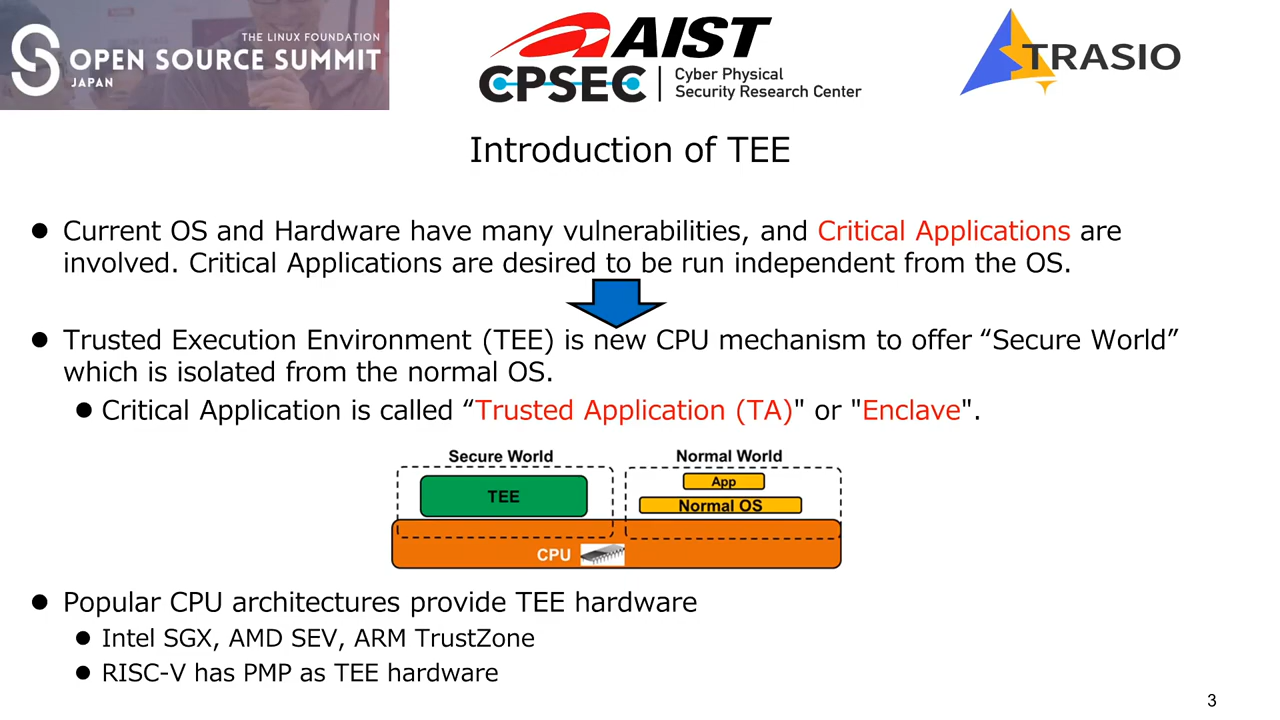 THE LINUX FOUNDATION
OPEN SOURCE SUMMIT
JAPAN
AIST
CPSEC
Cyber Physical
Security Research Center
TRASIO
Introduction of TEE
● Current OS and Hardware have many vulnerabilities, and Critical Applications are
involved. Critical Applications are desired to be run independent from the OS.
● Trusted Execution Environment (TEE) is new CPU mechanism to offer “Secure World”
which is isolated from the normal OS.
● Critical Application is called “Trusted Application (TA)" or "Enclave".
Secure World
Normal World
TEE
App
Normal OS
CPU
● Popular CPU architectures provide TEE hardware
● Intel SGX, AMD SEV, ARM TrustZone
● RISC-V has PMP as TEE hardware
3